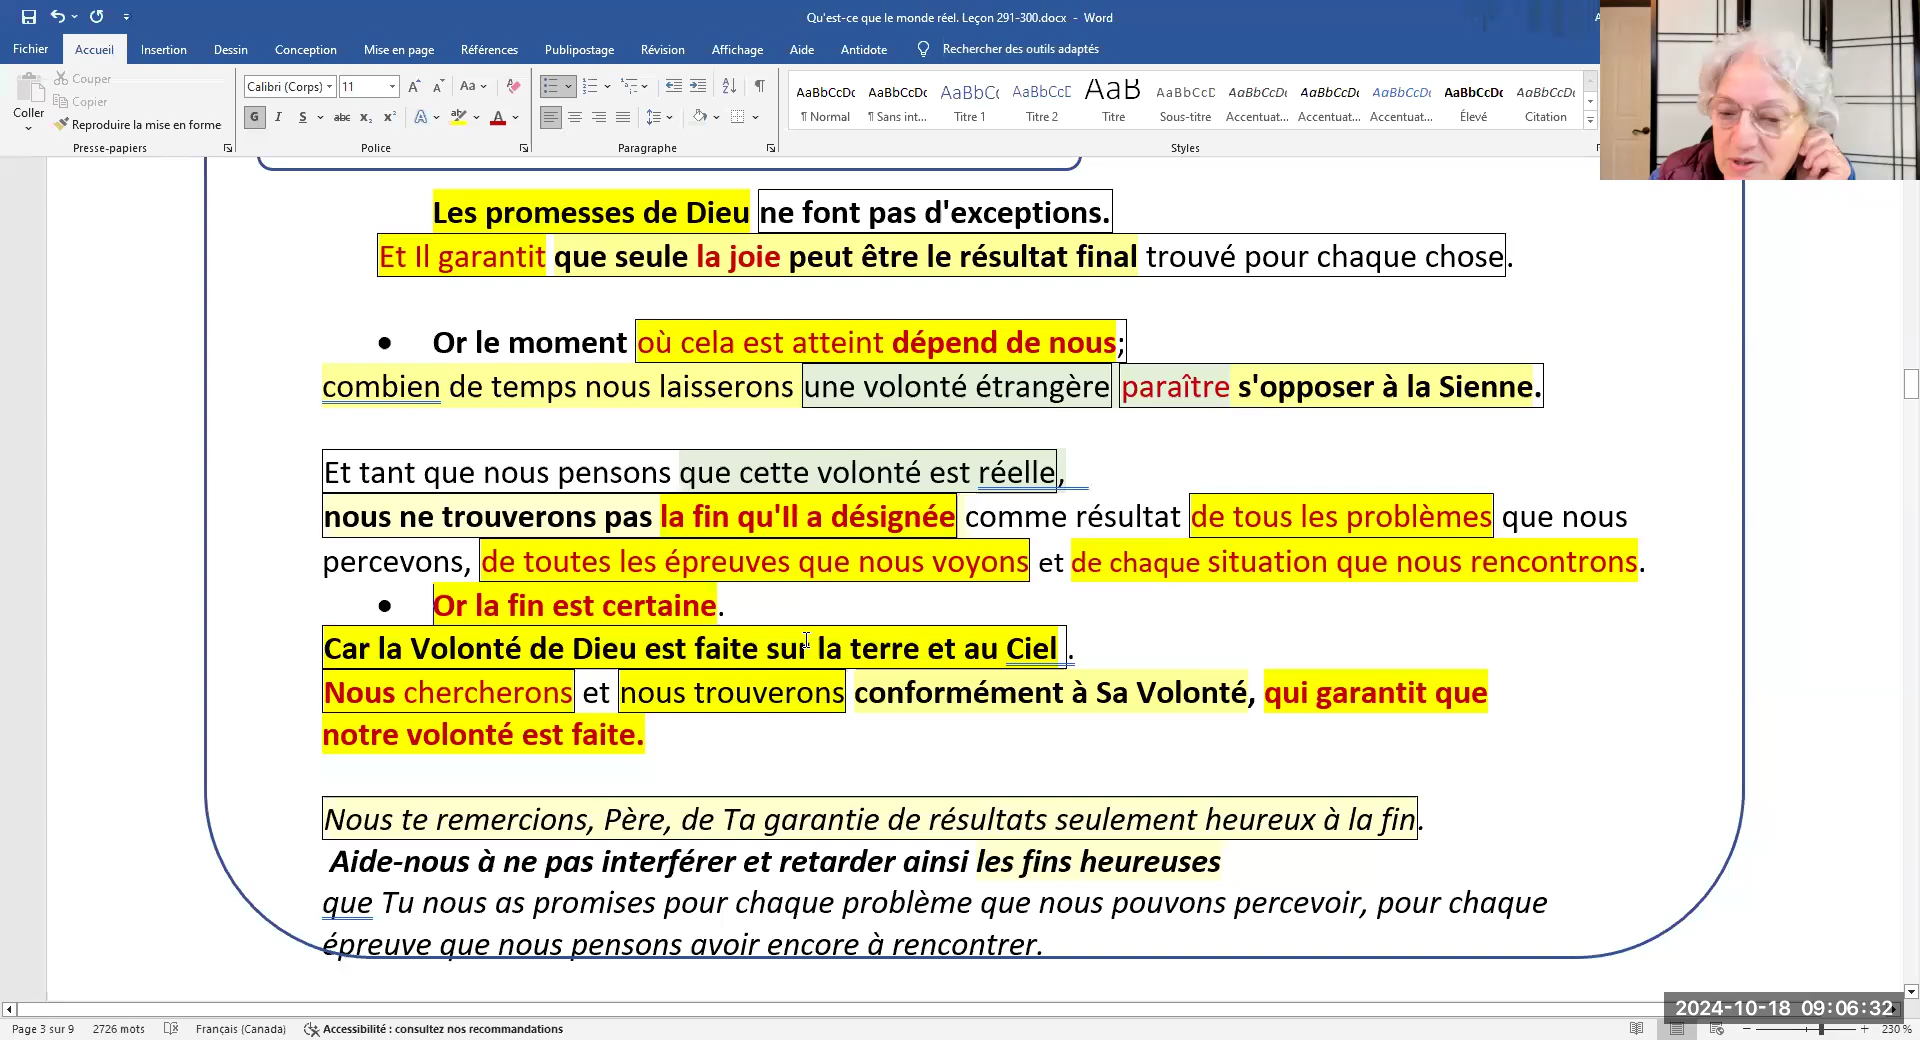 Qu'est-ce que le monde réel. Leçon 291-300.docx - Word
Fichier Accueil Insertion Dessin Conception Mise en page Références Publipostage Révision Affichage Aide Antidote Rechercher des outils adaptés
Couper
Copier
Coller
Reproduire la mise en forme
Presse-papiers
Calibri (Corps) 11
Police
Paragraphe
AaBbCcDc AaBbCcDc AaBbCc AaBbCcD AaB AaBbCcD AaBbCcDc AaBbCcDc AaBbCcDc AaBbCcDc AaBbCcDc
¶ Normal ¶ Sans int... Titre 1 Titre 2 Titre Sous-titre Accentuat... Accentuat... Accentuat... Élevé Citation
Styles
Les promesses de Dieu ne font pas d'exceptions.
Et Il garantit que seule la joie peut être le résultat final trouvé pour chaque chose.
• Or le moment où cela est atteint dépend de nous;
combien de temps nous laisserons une volonté étrangère paraître s'opposer à la Sienne.
Et tant que nous pensons que cette volonté est réelle,
nous ne trouverons pas la fin qu'Il a désignée comme résultat de tous les problèmes que nous
percevons, de toutes les épreuves que nous voyons et de chaque situation que nous rencontrons.
• Or la fin est certaine.
Car la Volonté de Dieu est faite sur la terre et au Ciel .
Nous chercherons et nous trouverons conformément à Sa Volonté, qui garantit que
notre volonté est faite.
Nous te remercions, Père, de Ta garantie de résultats seulement heureux à la fin.
Aide-nous à ne pas interférer et retarder ainsi les fins heureuses
que Tu nous as promises pour chaque problème que nous pouvons percevoir, pour chaque
épreuve que nous pensons avoir encore à rencontrer.
2024-10-18 09:06:32
Page 3 sur 9 2726 mots Français (Canada) Accessibilité : consultez nos recommandations 230 %